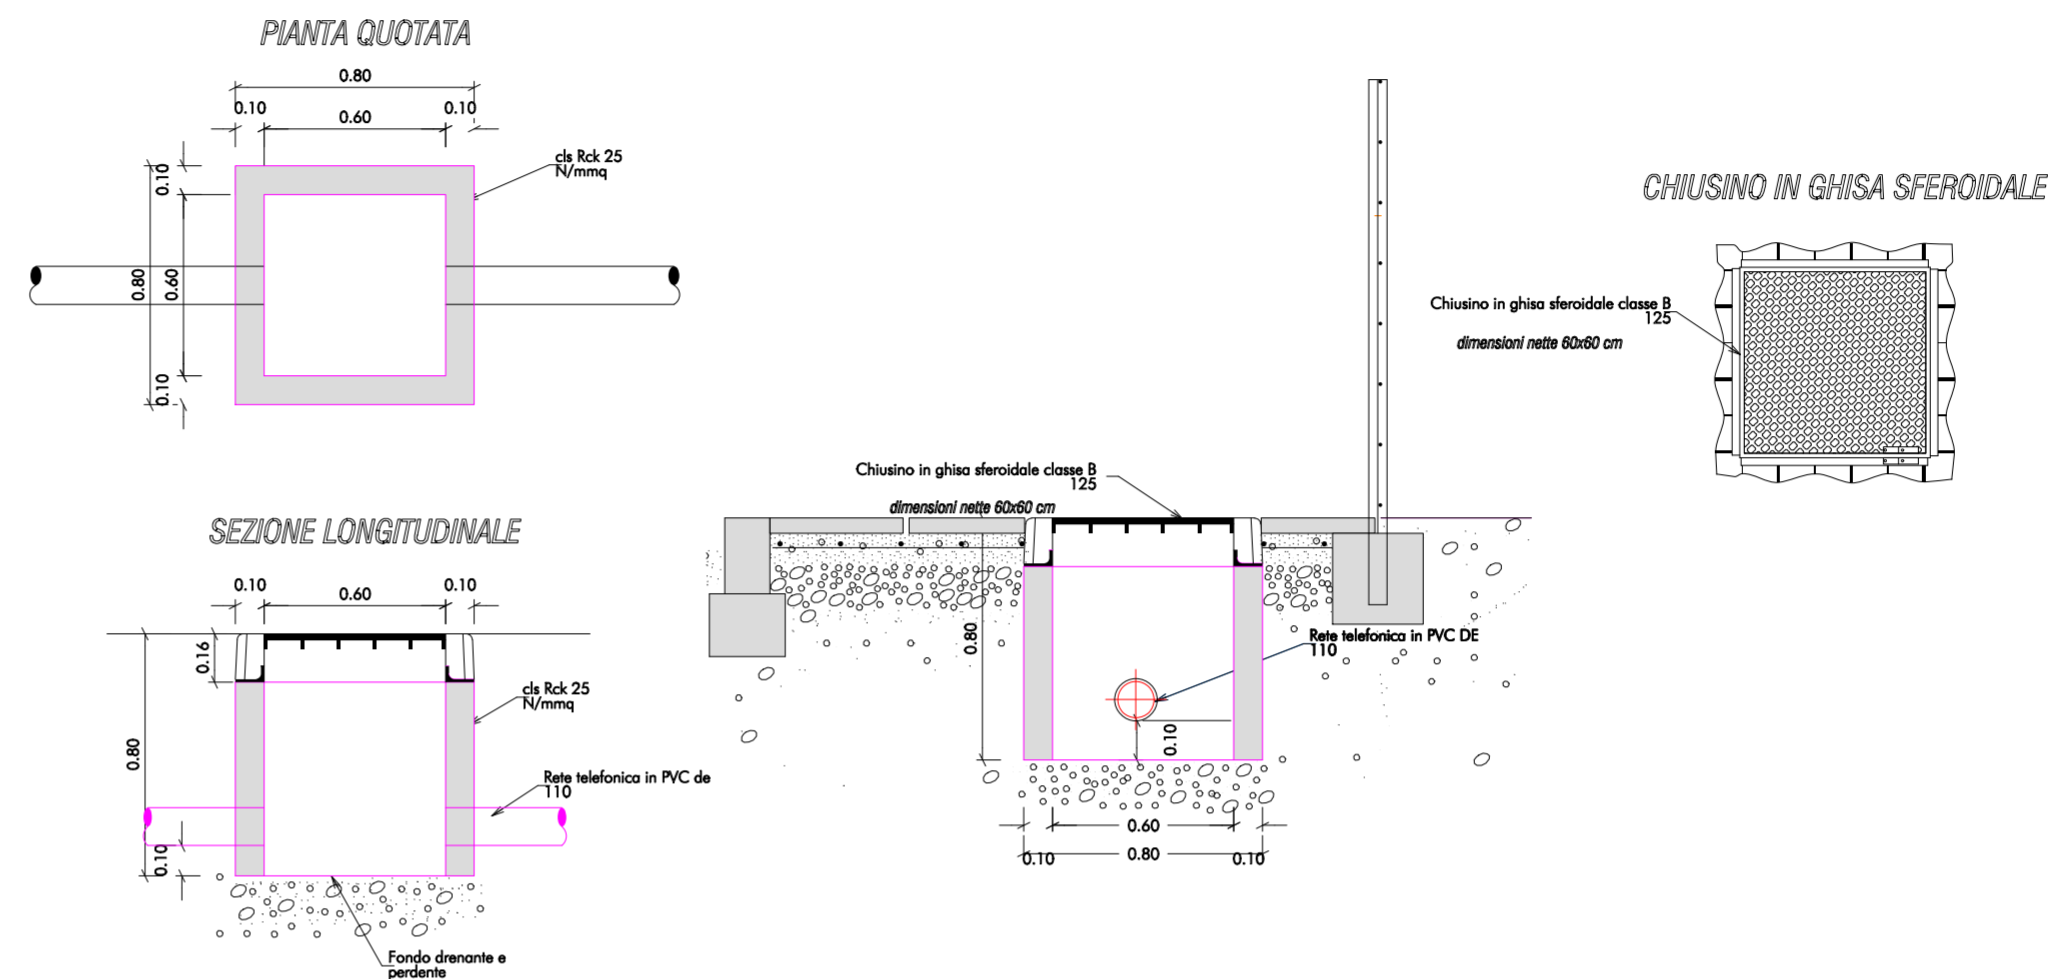 PIANTA QUOTATA
0.80
0.10
0.60
0.10
cls Rck 25
N/mmq
0.10
0.80
0.60
0.10
SEZIONE LONGITUDINALE
0.10
0.60
0.10
0.16
0.80
cls Rck 25
N/mmq
Rete telefonica in PVC de
110
0.10
Fondo drenante e
perdente
Chiusino in ghisa sferoidale classe B
125
dimensioni nette 60x60 cm
0.80
Rete telefonica in PVC DE
110
0.10
0.60
0.10
0.80
0.10
CHIUSINO IN GHISA SFEROIDALE
Chiusino in ghisa sferoidale classe B
125
dimensioni nette 60x60 cm